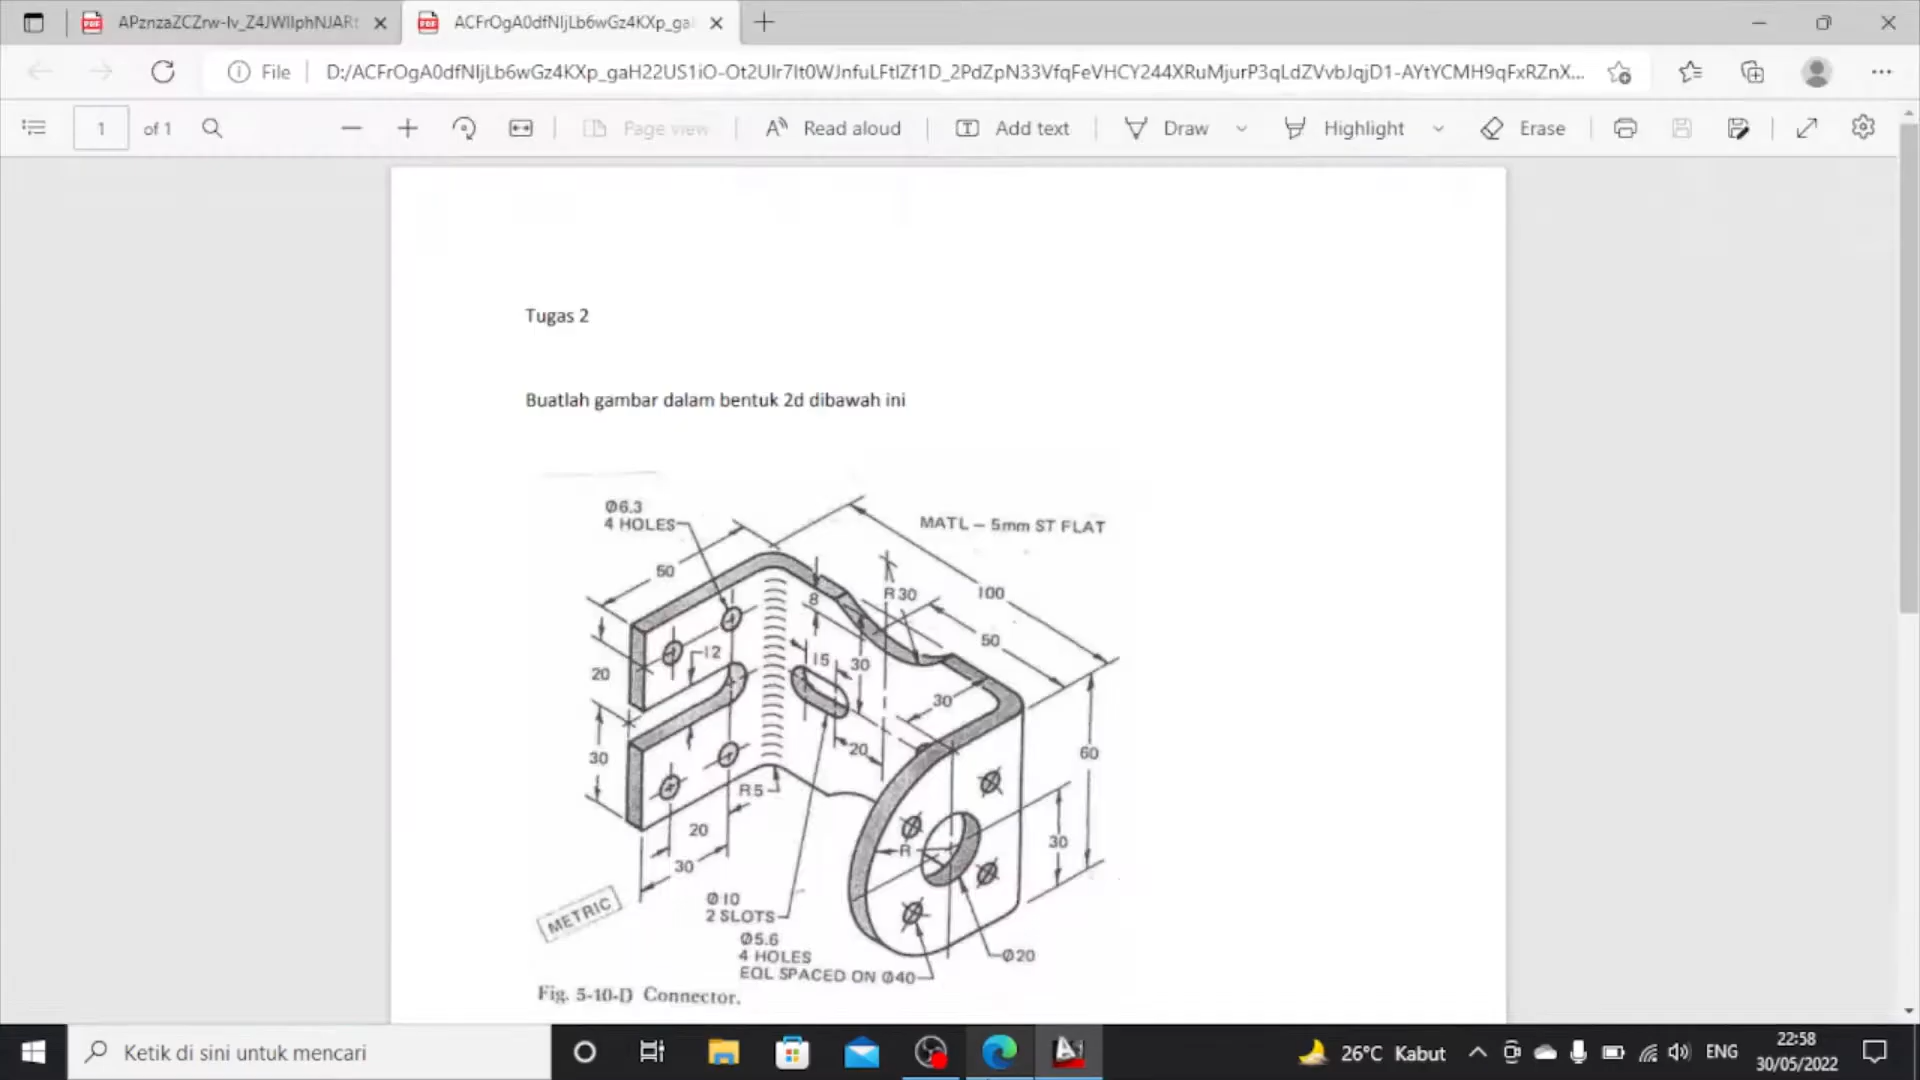 APznzaZCZrw-Iv_Z4JWIIphNJARt
ACFrOgA0dfNIjLb6wGz4KXp_ga
File
D:/ACFrOgA0dfNIjLb6wGz4KXp_gaH22US1iO-Ot2UIr7It0WJnfuLFtIZf1D_2PdZpN33VfqFeVHCY244XRuMjurP3qLdZVvbJqjD1-AYtYCMH9qFxRZnX...
1
of 1
Page view
Read aloud
Add text
Draw
Highlight
Erase
Tugas 2
Buatlah gambar dalam bentuk 2d dibawah ini
Ø6.3
4 HOLES
MATL – 5mm ST FLAT
50
8
R30
100
50
12
15
30
20
30
30
20
60
R5
20
30
R
30
METRIC
Ø10
2 SLOTS
Ø5.6
4 HOLES
EQL SPACED ON Ø40
Ø20
Fig. 5-10-D Connector.
Ketik di sini untuk mencari
26°C Kabut
ENG
22:58
30/05/2022